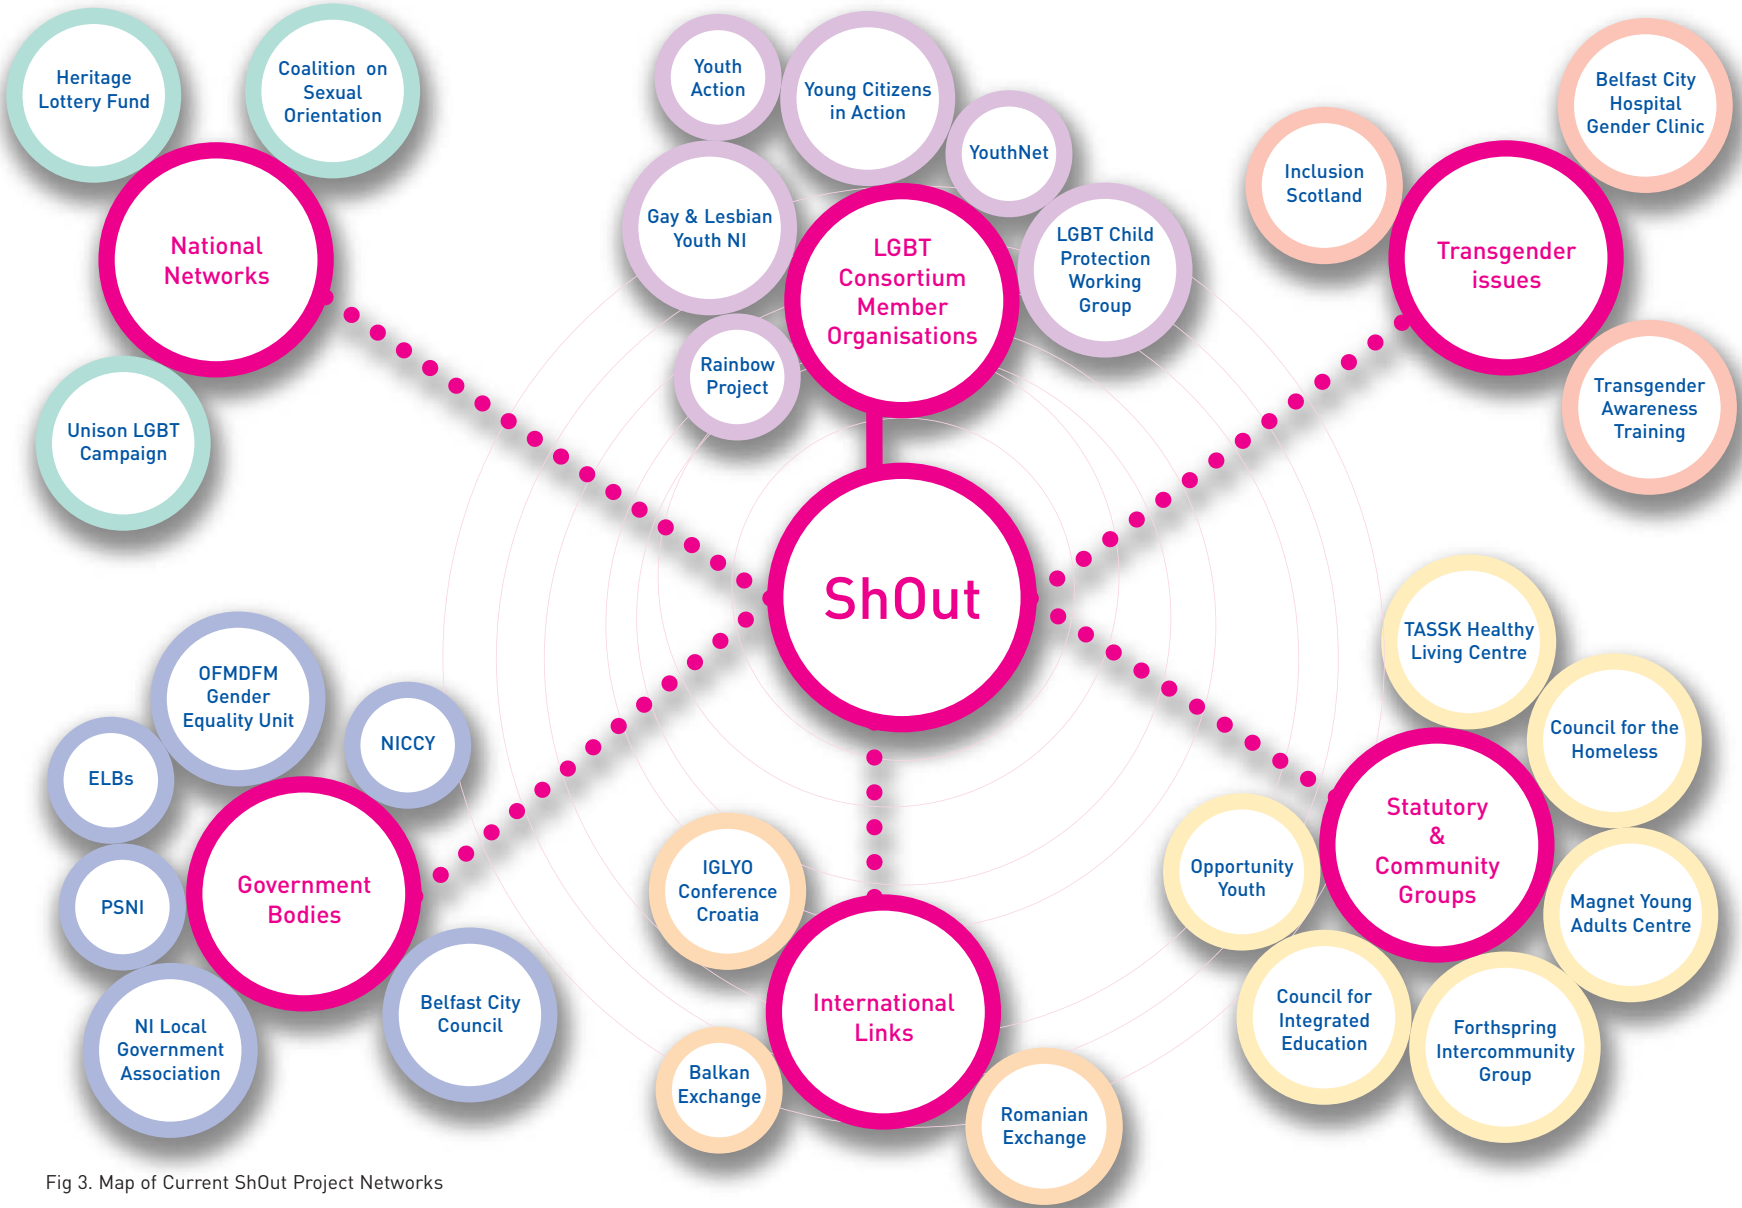 Heritage
Lottery Fund
Coalition on
Sexual
Orientation
National
Networks
Unison LGBT
Campaign
Youth
Action
Young Citizens
in Action
YouthNet
Gay & Lesbian
Youth NI
LGBT
Consortium
Member
Organisations
LGBT Child
Protection
Working
Group
Rainbow
Project
Inclusion
Scotland
Belfast City
Hospital
Gender Clinic
Transgender
issues
Transgender
Awareness
Training
ShOut
OFMDFM
Gender
Equality Unit
NICCY
ELBs
PSNI
Government
Bodies
NI Local
Government
Association
Belfast City
Council
IGLYO
Conference
Croatia
International
Links
Balkan
Exchange
Romanian
Exchange
TASSK Healthy
Living Centre
Council for the
Homeless
Statutory
&
Community
Groups
Opportunity
Youth
Magnet Young
Adults Centre
Council for
Integrated
Education
Forthspring
Intercommunity
Group
Fig 3. Map of Current ShOut Project Networks